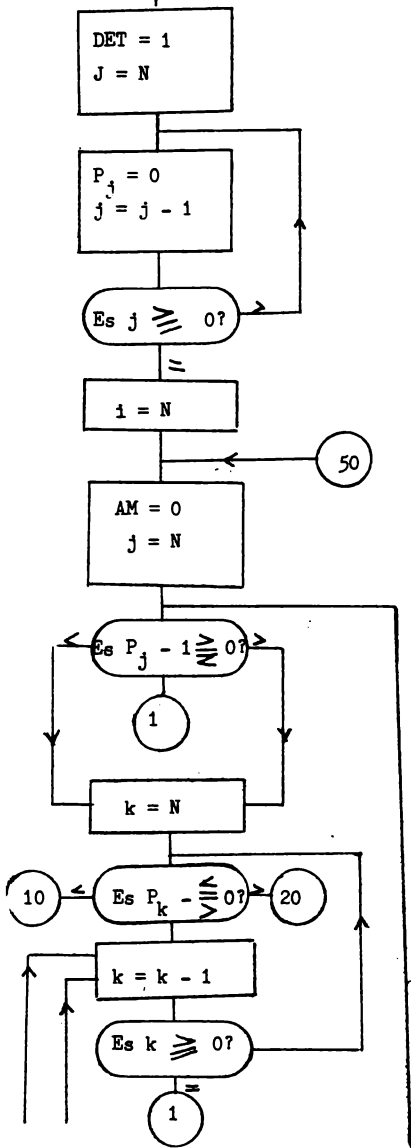 DET = 1
J = N
P_j = 0
j = j - 1
Es j ≧ 0?
>
=
i = N
50
AM = 0
j = N
<
Es P_j - 1 ⋛ 0?
>
1
k = N
10
<
Es P_k - ⋚ 0?
>
20
k = k - 1
Es k ≧ 0?
=
1